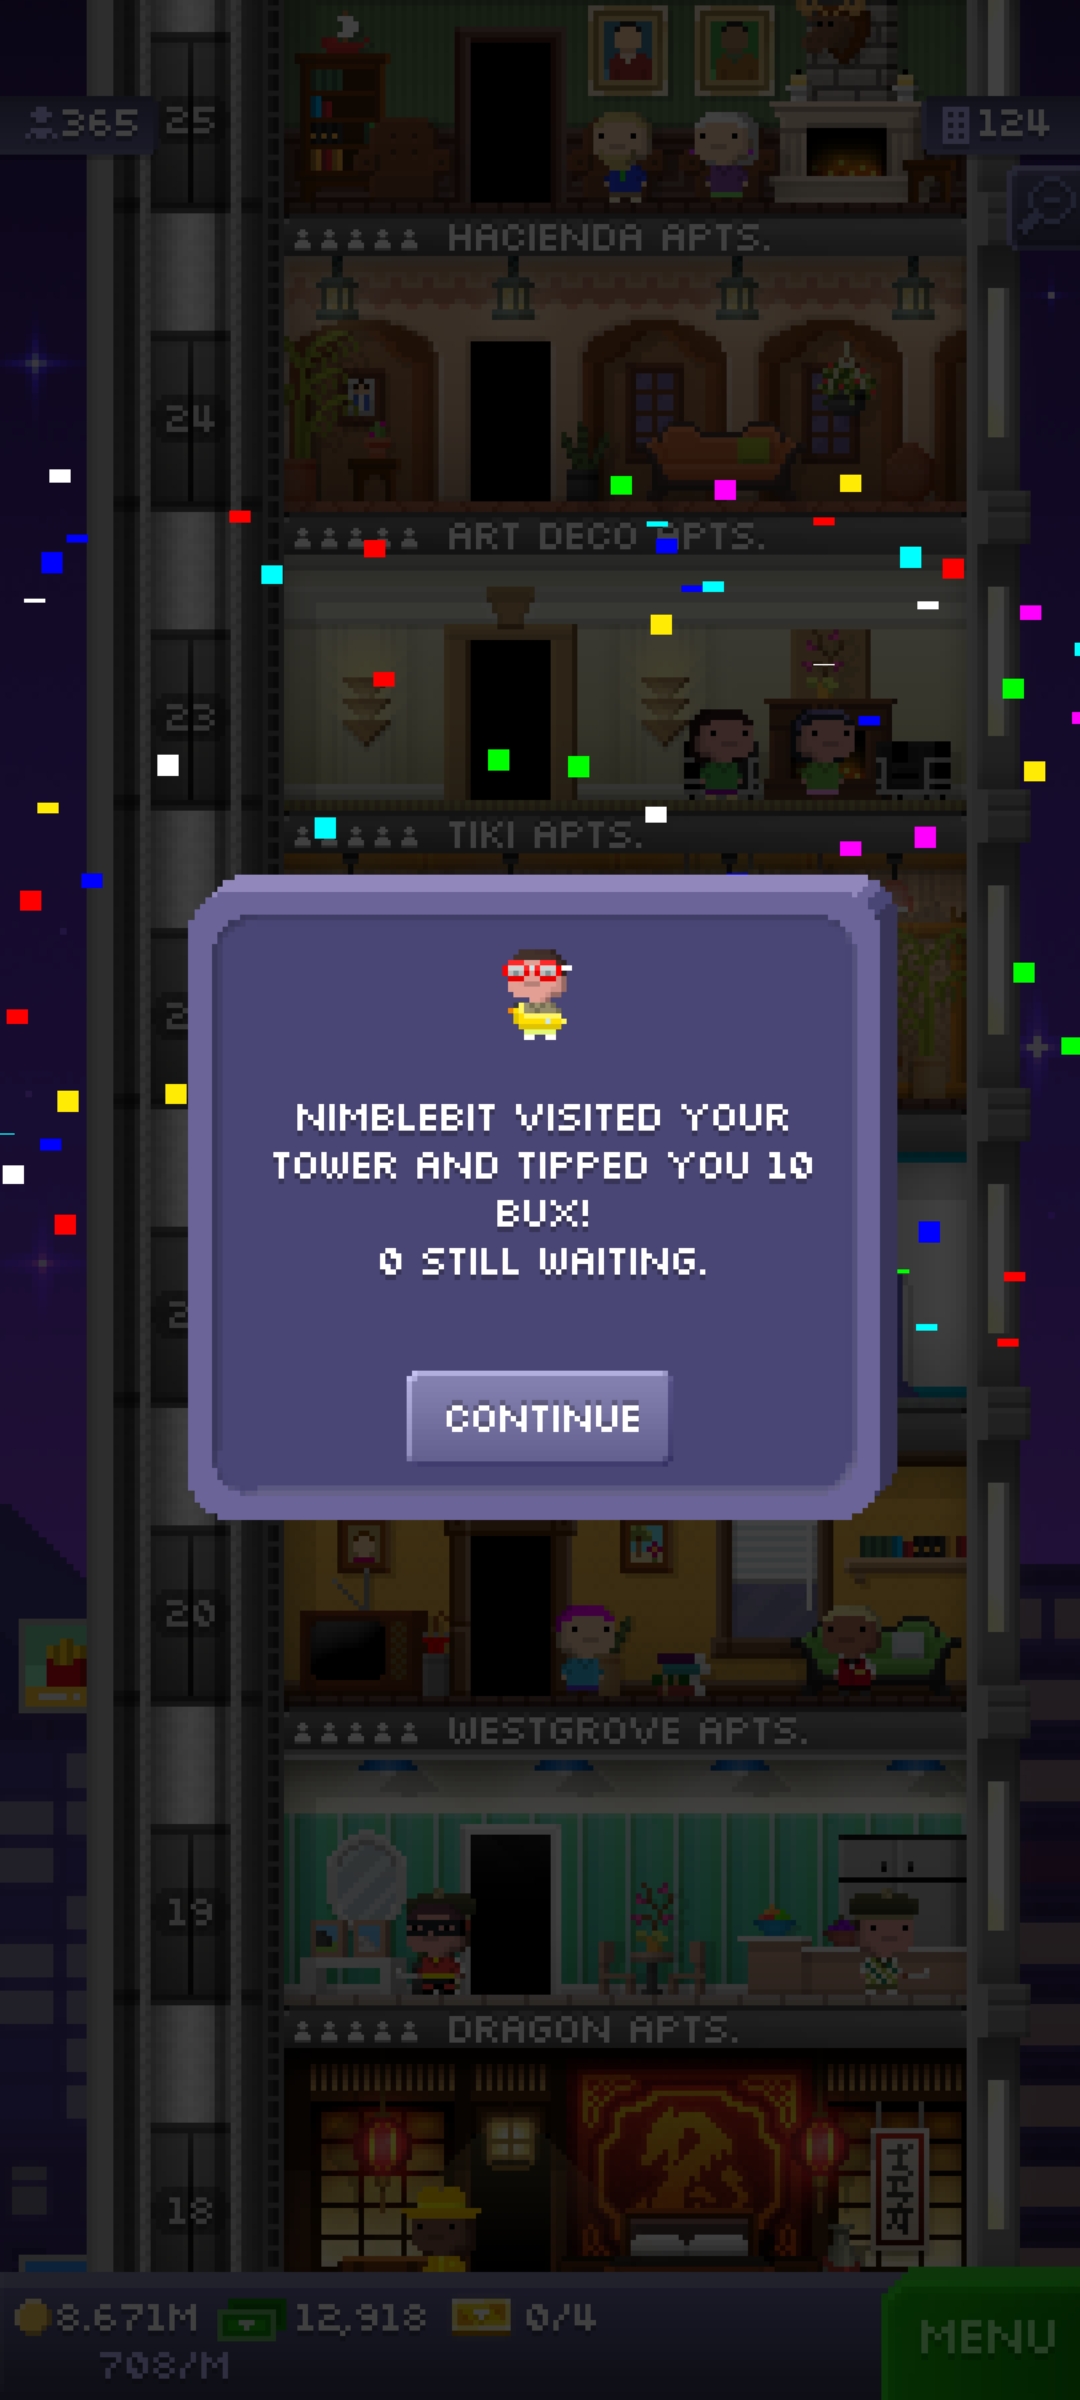 365
25
124
HACIENDA APTS.
24
ART DECO APTS.
23
TIKI APTS.
NIMBLEBIT VISITED YOUR
TOWER AND TIPPED YOU 10
BUX!
0 STILL WAITING.
CONTINUE
20
WESTGROVE APTS.
19
DRAGON APTS.
18
8.671M 12,918 0/4
708/M
MENU